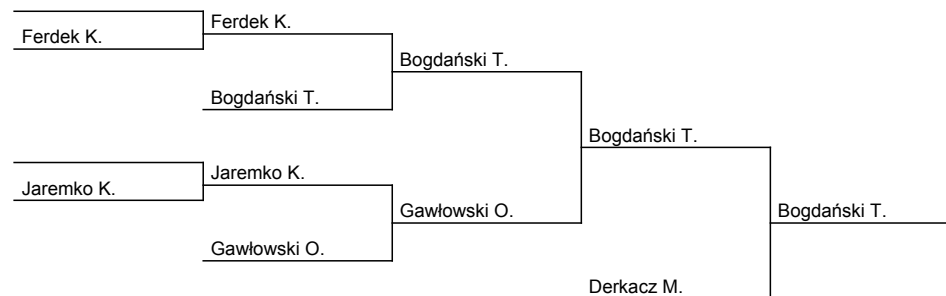 Ferdek K.
Ferdek K.
Bogdański T.
Bogdański T.
Bogdański T.
Jaremko K.
Jaremko K.
Gawłowski O.
Bogdański T.
Gawłowski O.
Derkacz M.